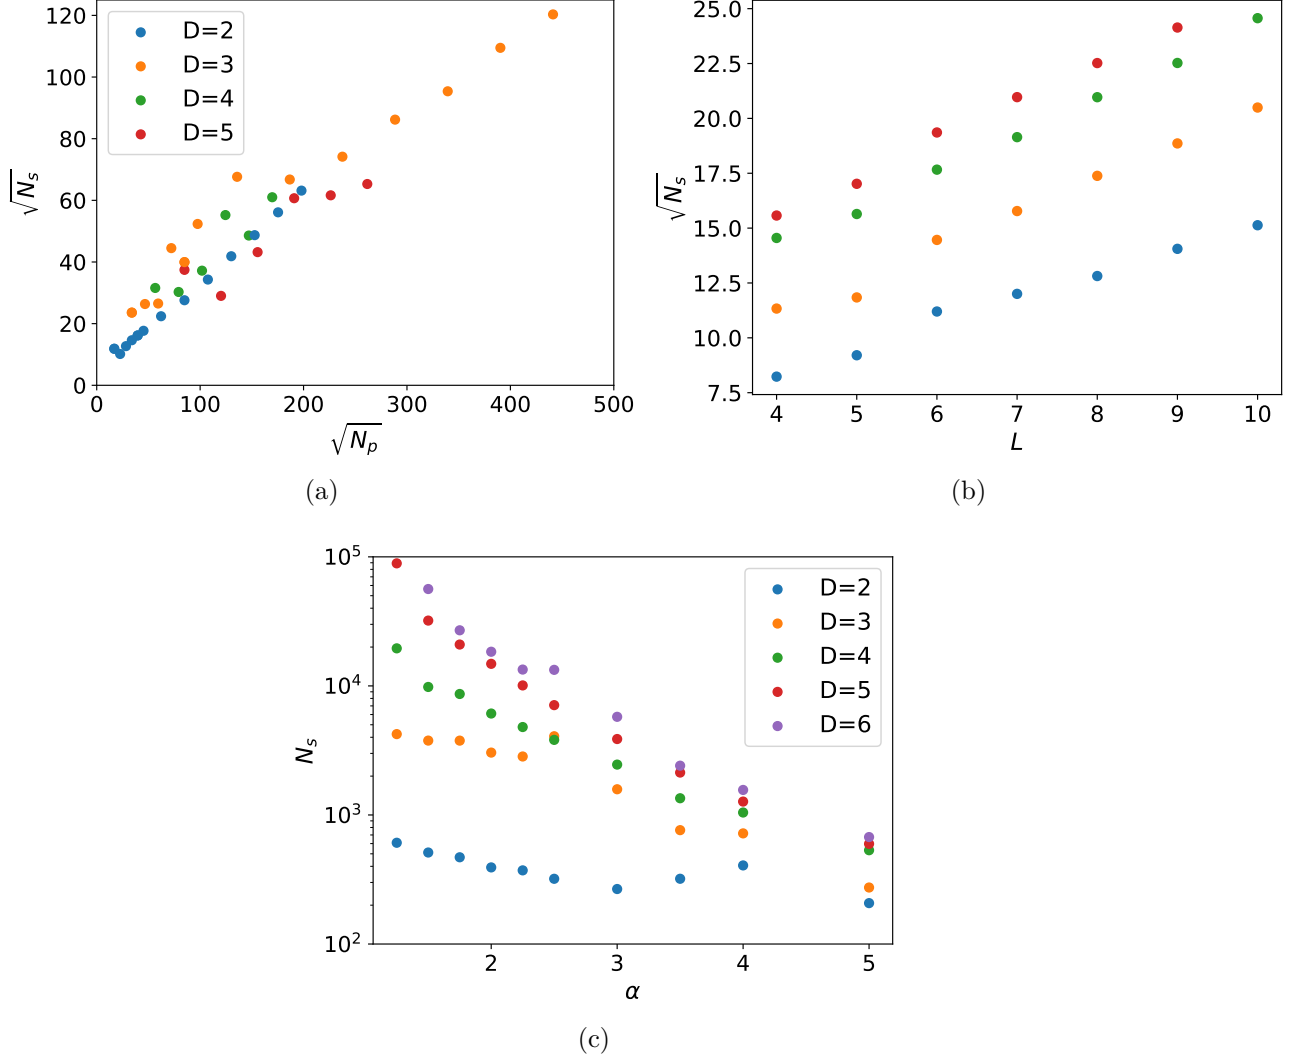 120
100
80
60
40
20
0
√N_s
D=2
D=3
D=4
D=5
0 100 200 300 400 500
√N_p
(a)
25.0
22.5
20.0
17.5
15.0
12.5
10.0
7.5
√N_s
4 5 6 7 8 9 10
L
(b)
10^5
10^4
10^3
10^2
N_s
D=2
D=3
D=4
D=5
D=6
2 3 4 5
α
(c)